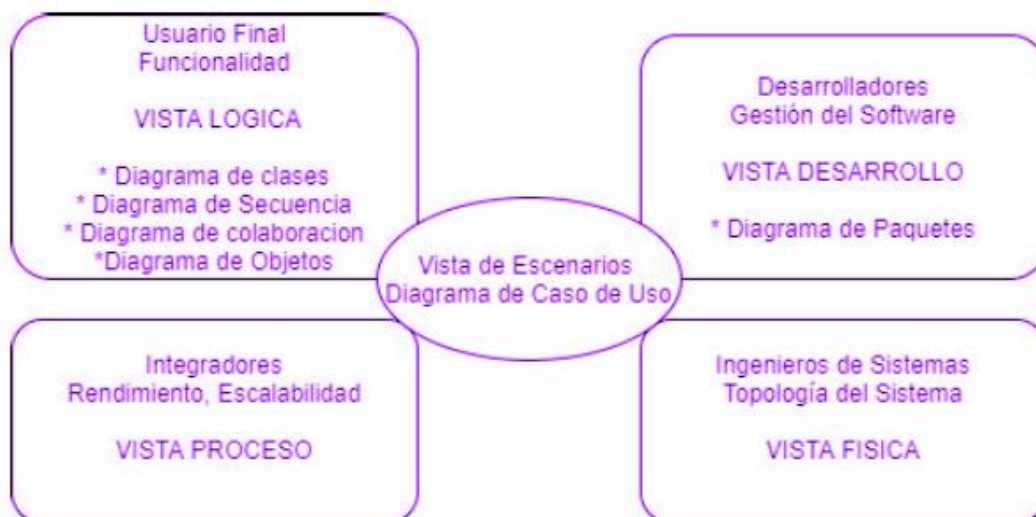 Usuario Final
Funcionalidad
VISTA LOGICA
* Diagrama de clases
* Diagrama de Secuencia
* Diagrama de colaboracion
*Diagrama de Objetos
Desarrolladores
Gestión del Software
VISTA DESARROLLO
* Diagrama de Paquetes
Vista de Escenarios
Diagrama de Caso de Uso
Integradores
Rendimiento, Escalabilidad
VISTA PROCESO
Ingenieros de Sistemas
Topología del Sistema
VISTA FISICA